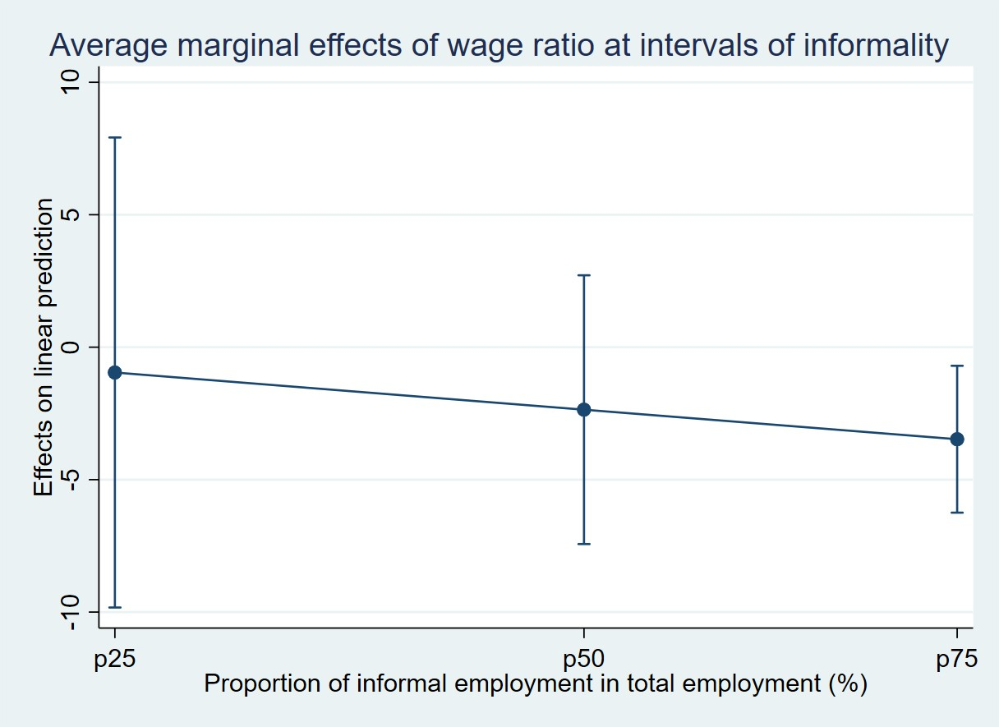 Average marginal effects of wage ratio at intervals of informality
Effects on linear prediction
10
5
0
-5
-10
p25 p50 p75
Proportion of informal employment in total employment (%)